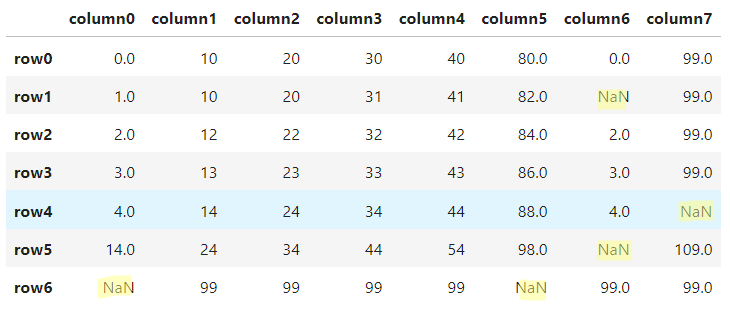 column0 column1 column2 column3 column4 column5 column6 column7
row0 0.0 10 20 30 40 80.0 0.0 99.0
row1 1.0 10 20 31 41 82.0 NaN 99.0
row2 2.0 12 22 32 42 84.0 2.0 99.0
row3 3.0 13 23 33 43 86.0 3.0 99.0
row4 4.0 14 24 34 44 88.0 4.0 NaN
row5 14.0 24 34 44 54 98.0 NaN 109.0
row6 NaN 99 99 99 99 NaN 99.0 99.0